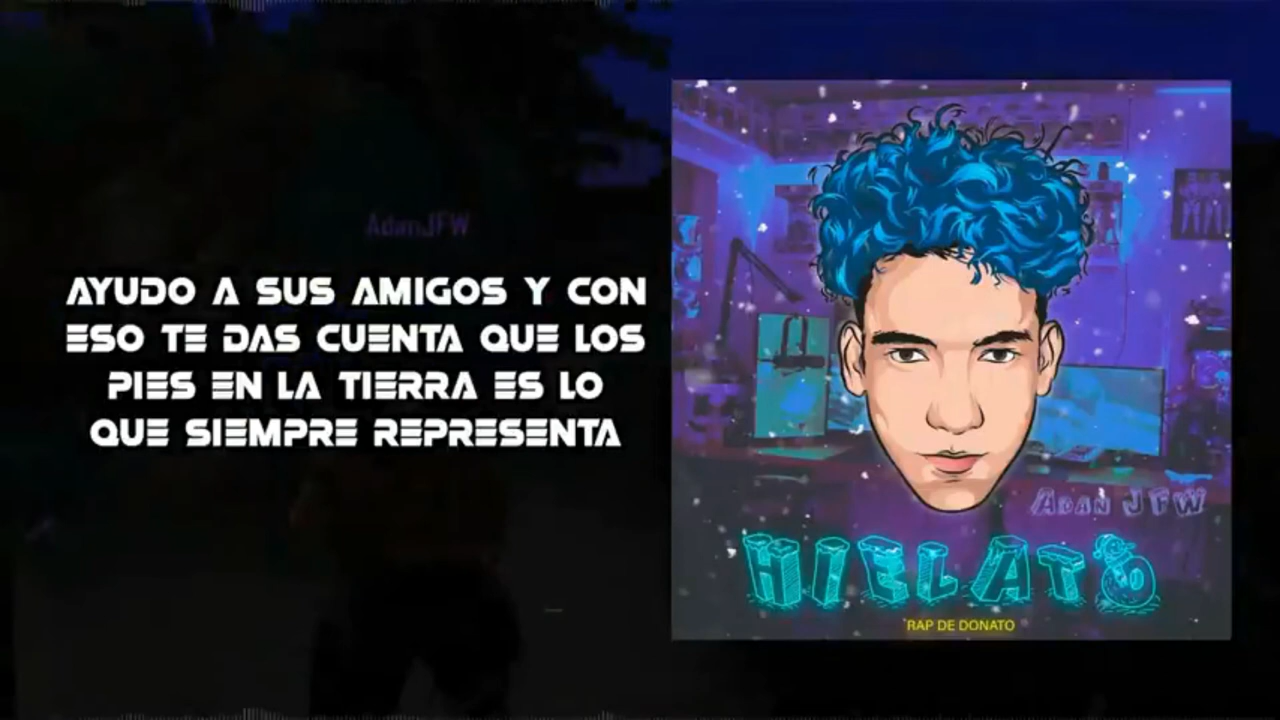 AdanJFW
AYUDO A SUS AMIGOS Y CON
ESO TE DAS CUENTA QUE LOS
PIES EN LA TIERRA ES LO
QUE SIEMPRE REPRESENTA
ADAN JFW
HIELATO
RAP DE DONATO